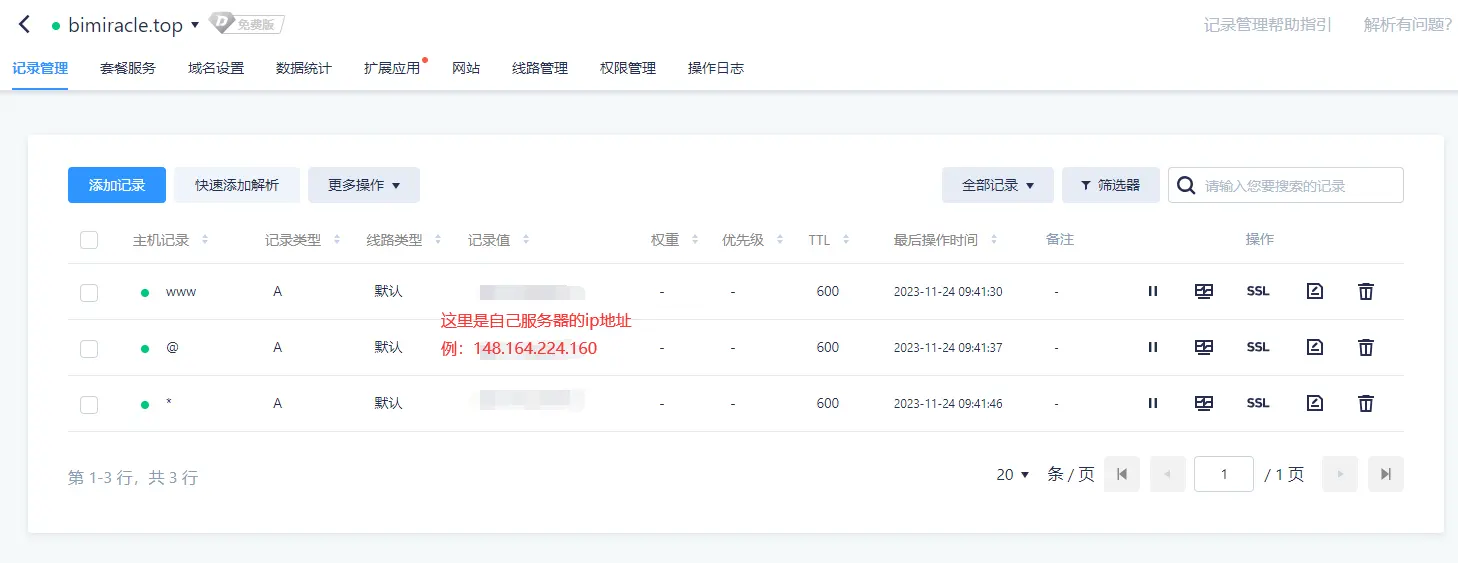 bimiracle.top 免费版 记录管理帮助指引 解析有问题?
记录管理 套餐服务 域名设置 数据统计 扩展应用 网站 线路管理 权限管理 操作日志
添加记录 快速添加解析 更多操作 全部记录 筛选器 请输入您要搜索的记录
主机记录 记录类型 线路类型 记录值 权重 优先级 TTL 最后操作时间 备注 操作
www A 默认 - - 600 2023-11-24 09:41:30 - SSL
这里是自己服务器的ip地址
@ A 默认 例：148.164.224.160 - - 600 2023-11-24 09:41:37 - SSL
* A 默认 - - 600 2023-11-24 09:41:46 - SSL
第 1-3 行，共 3 行 20 条 / 页 1 / 1 页